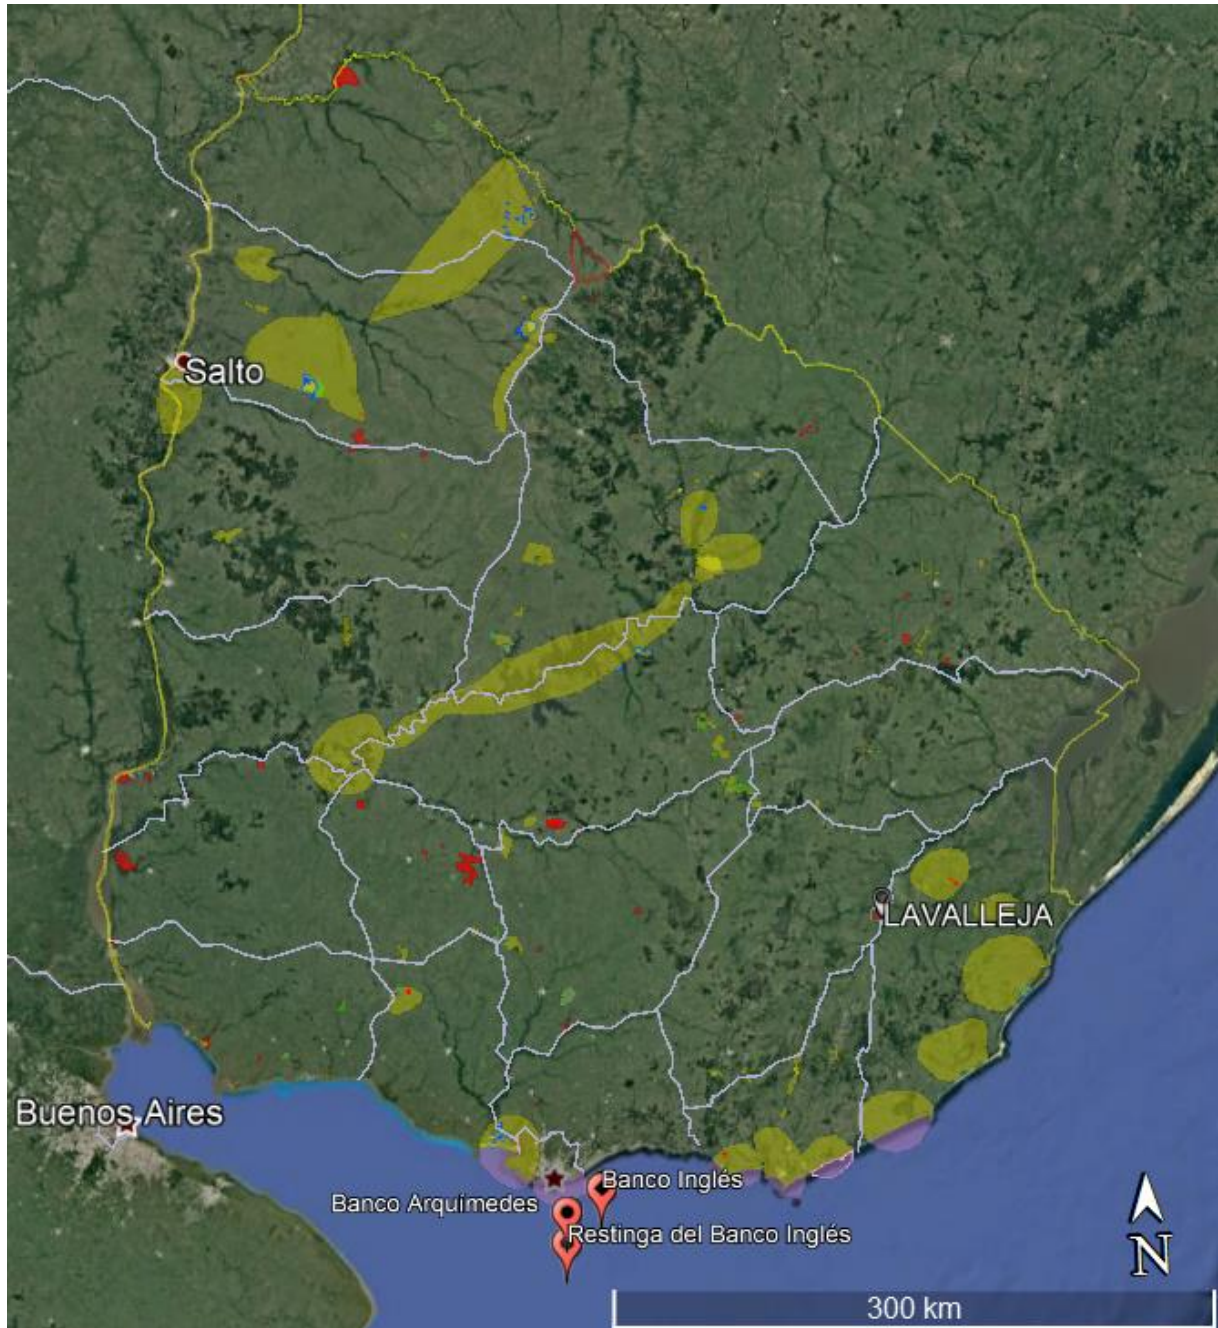 Salto
LAVALLEJA
Buenos Aires
Banco Inglés
Banco Arquímedes
Restinga del Banco Inglés
N
300 km